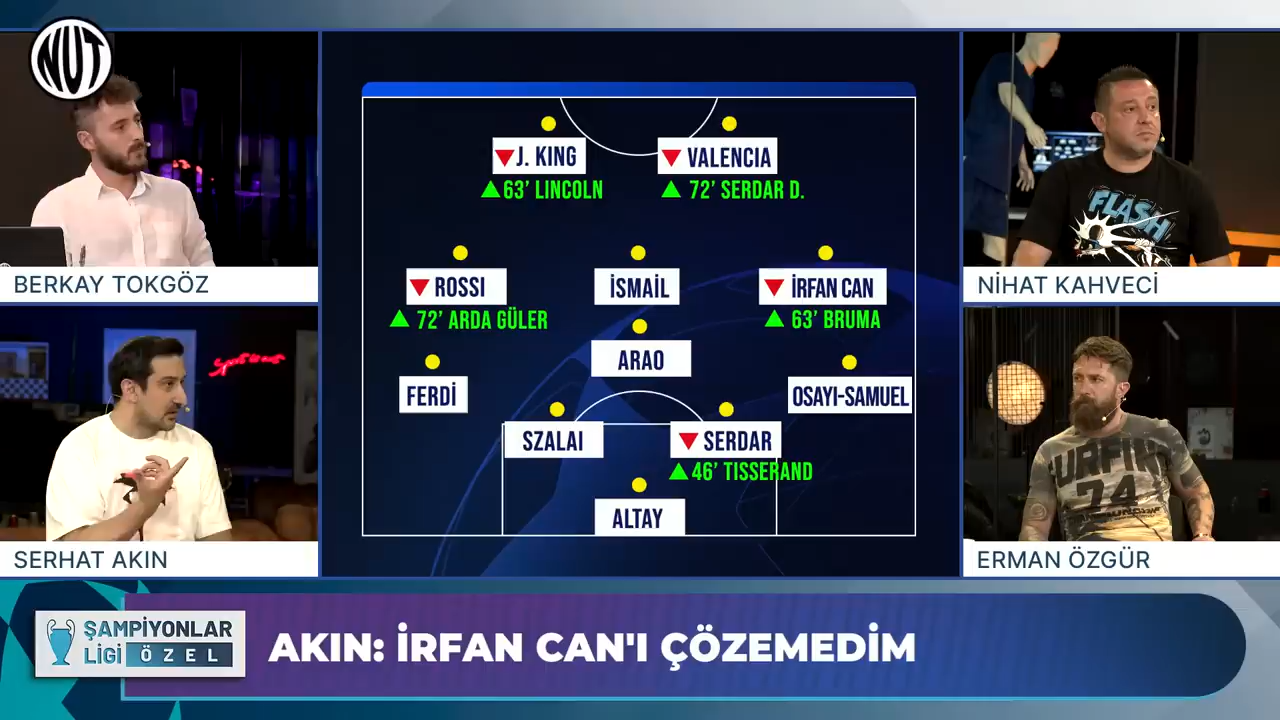 NUT
BERKAY TOKGÖZ
SERHAT AKIN
J. KING
63' LINCOLN
VALENCIA
72' SERDAR D.
ROSSI
72' ARDA GÜLER
İSMAİL
İRFAN CAN
63' BRUMA
ARAO
FERDİ
OSAYI-SAMUEL
SZALAI
SERDAR
46' TISSERAND
ALTAY
FLASH
NİHAT KAHVECİ
SURFING
74
ERMAN ÖZGÜR
ŞAMPİYONLAR
LİGİ ÖZEL
AKIN: İRFAN CAN'I ÇÖZEMEDİM